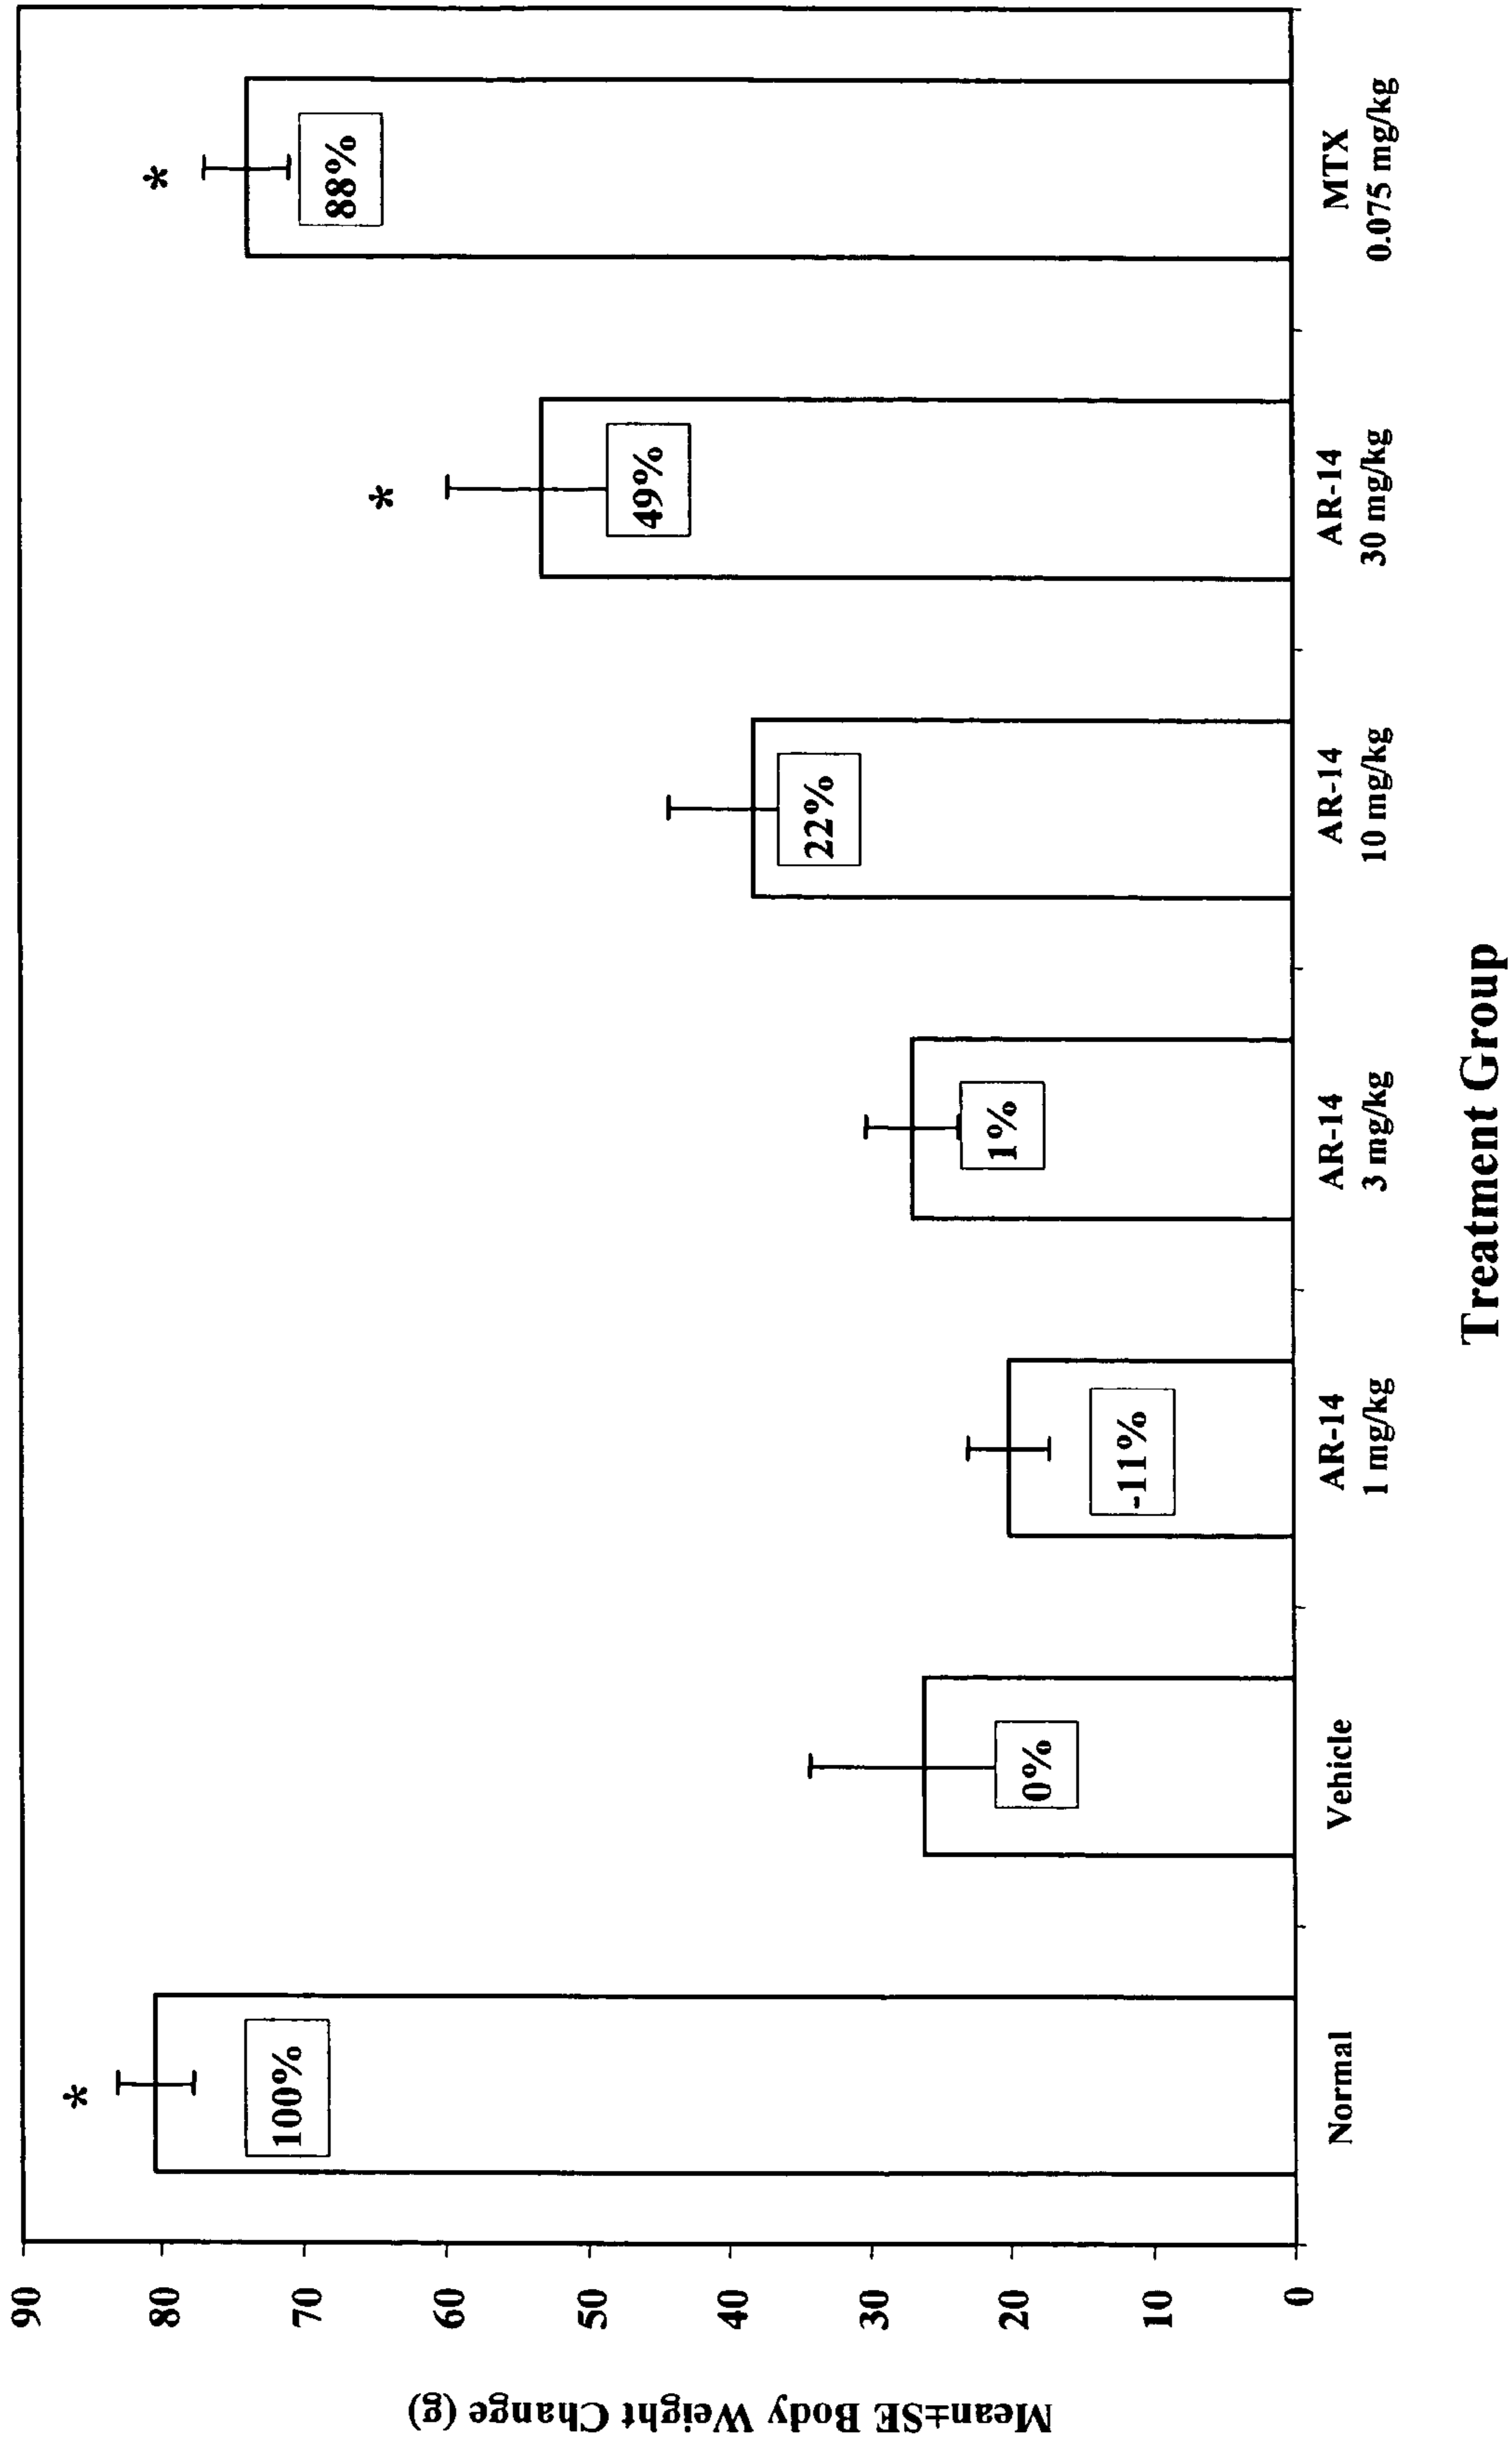 Mean±SE Body Weight Change (g)
90
80
70
60
50
40
30
20
10
0
*
100%
0%
-11%
1%
22%
*
49%
*
88%
Normal
Vehicle
AR-14
1 mg/kg
AR-14
3 mg/kg
AR-14
10 mg/kg
AR-14
30 mg/kg
MTX
0.075 mg/kg
Treatment Group